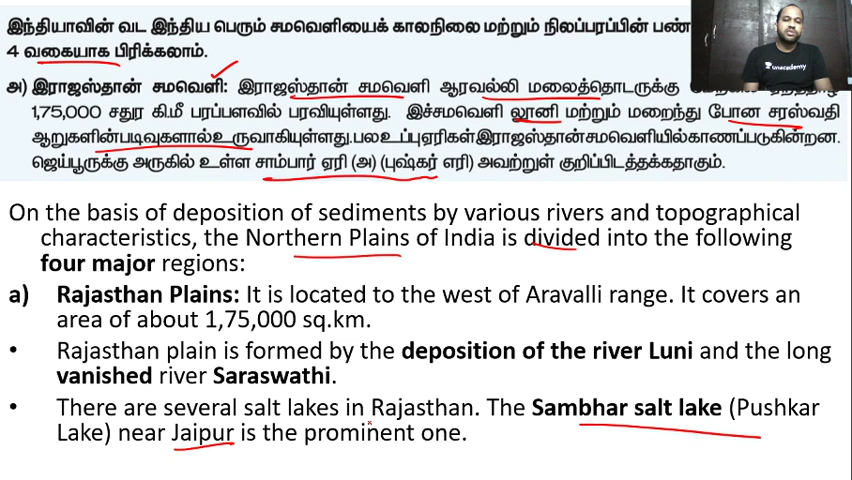 இந்தியாவின் வட இந்திய பெரும் சமவெளியைக் காலநிலை மற்றும் நிலப்பரப்பின் பண்
4 வகையாக பிரிக்கலாம்.
அ) இராஜஸ்தான் சமவெளி: இராஜஸ்தான் சமவெளி ஆரவல்லி மலைத்தொடருக்கு
1,75,000 சதுர கி.மீ பரப்பளவில் பரவியுள்ளது. இச்சமவெளி லூனி மற்றும் மறைந்து போன சரஸ்வதி
ஆறுகளின்படிவுகளால்உருவாகியுள்ளது.பலஉப்புஏரிகள்இராஜஸ்தான்சமவெளியில்காணப்படுகின்றன.
ஜெய்பூருக்கு அருகில் உள்ள சாம்பார் ஏரி (அ) (புஷ்கர் எரி) அவற்றுள் குறிப்பிடத்தக்கதாகும்.
unacademy
On the basis of deposition of sediments by various rivers and topographical
characteristics, the Northern Plains of India is divided into the following
four major regions:
a) Rajasthan Plains: It is located to the west of Aravalli range. It covers an
area of about 1,75,000 sq.km.
• Rajasthan plain is formed by the deposition of the river Luni and the long
vanished river Saraswathi.
• There are several salt lakes in Rajasthan. The Sambhar salt lake (Pushkar
Lake) near Jaipur is the prominent one.